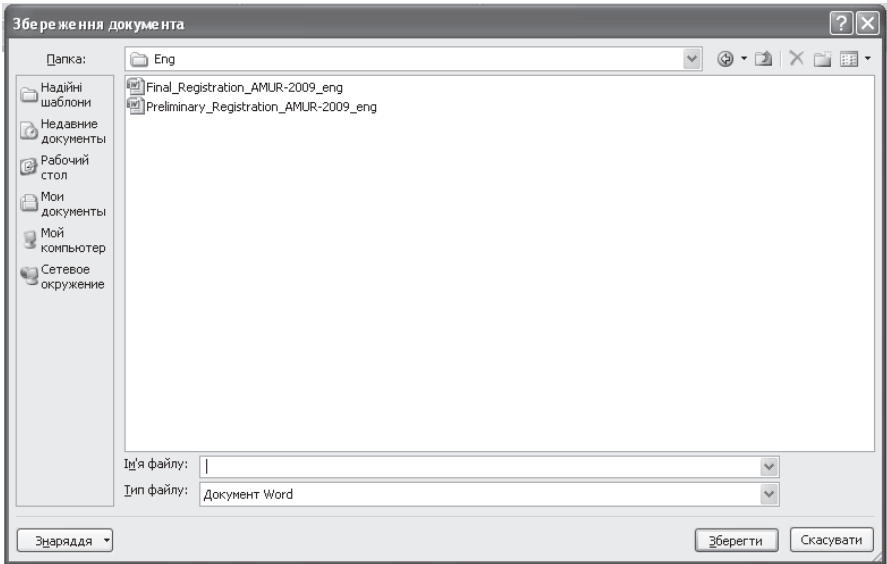 Збереження документа
Папка:
Eng
Надійні
шаблони
Недавние
документы
Рабочий
стол
Мои
документы
Мой
компьютер
Сетевое
окружение
Final_Registration_AMUR-2009_eng
Preliminary_Registration_AMUR-2009_eng
Ім'я файлу:
Тип файлу:
Документ Word
Знаряддя
Зберегти
Скасувати